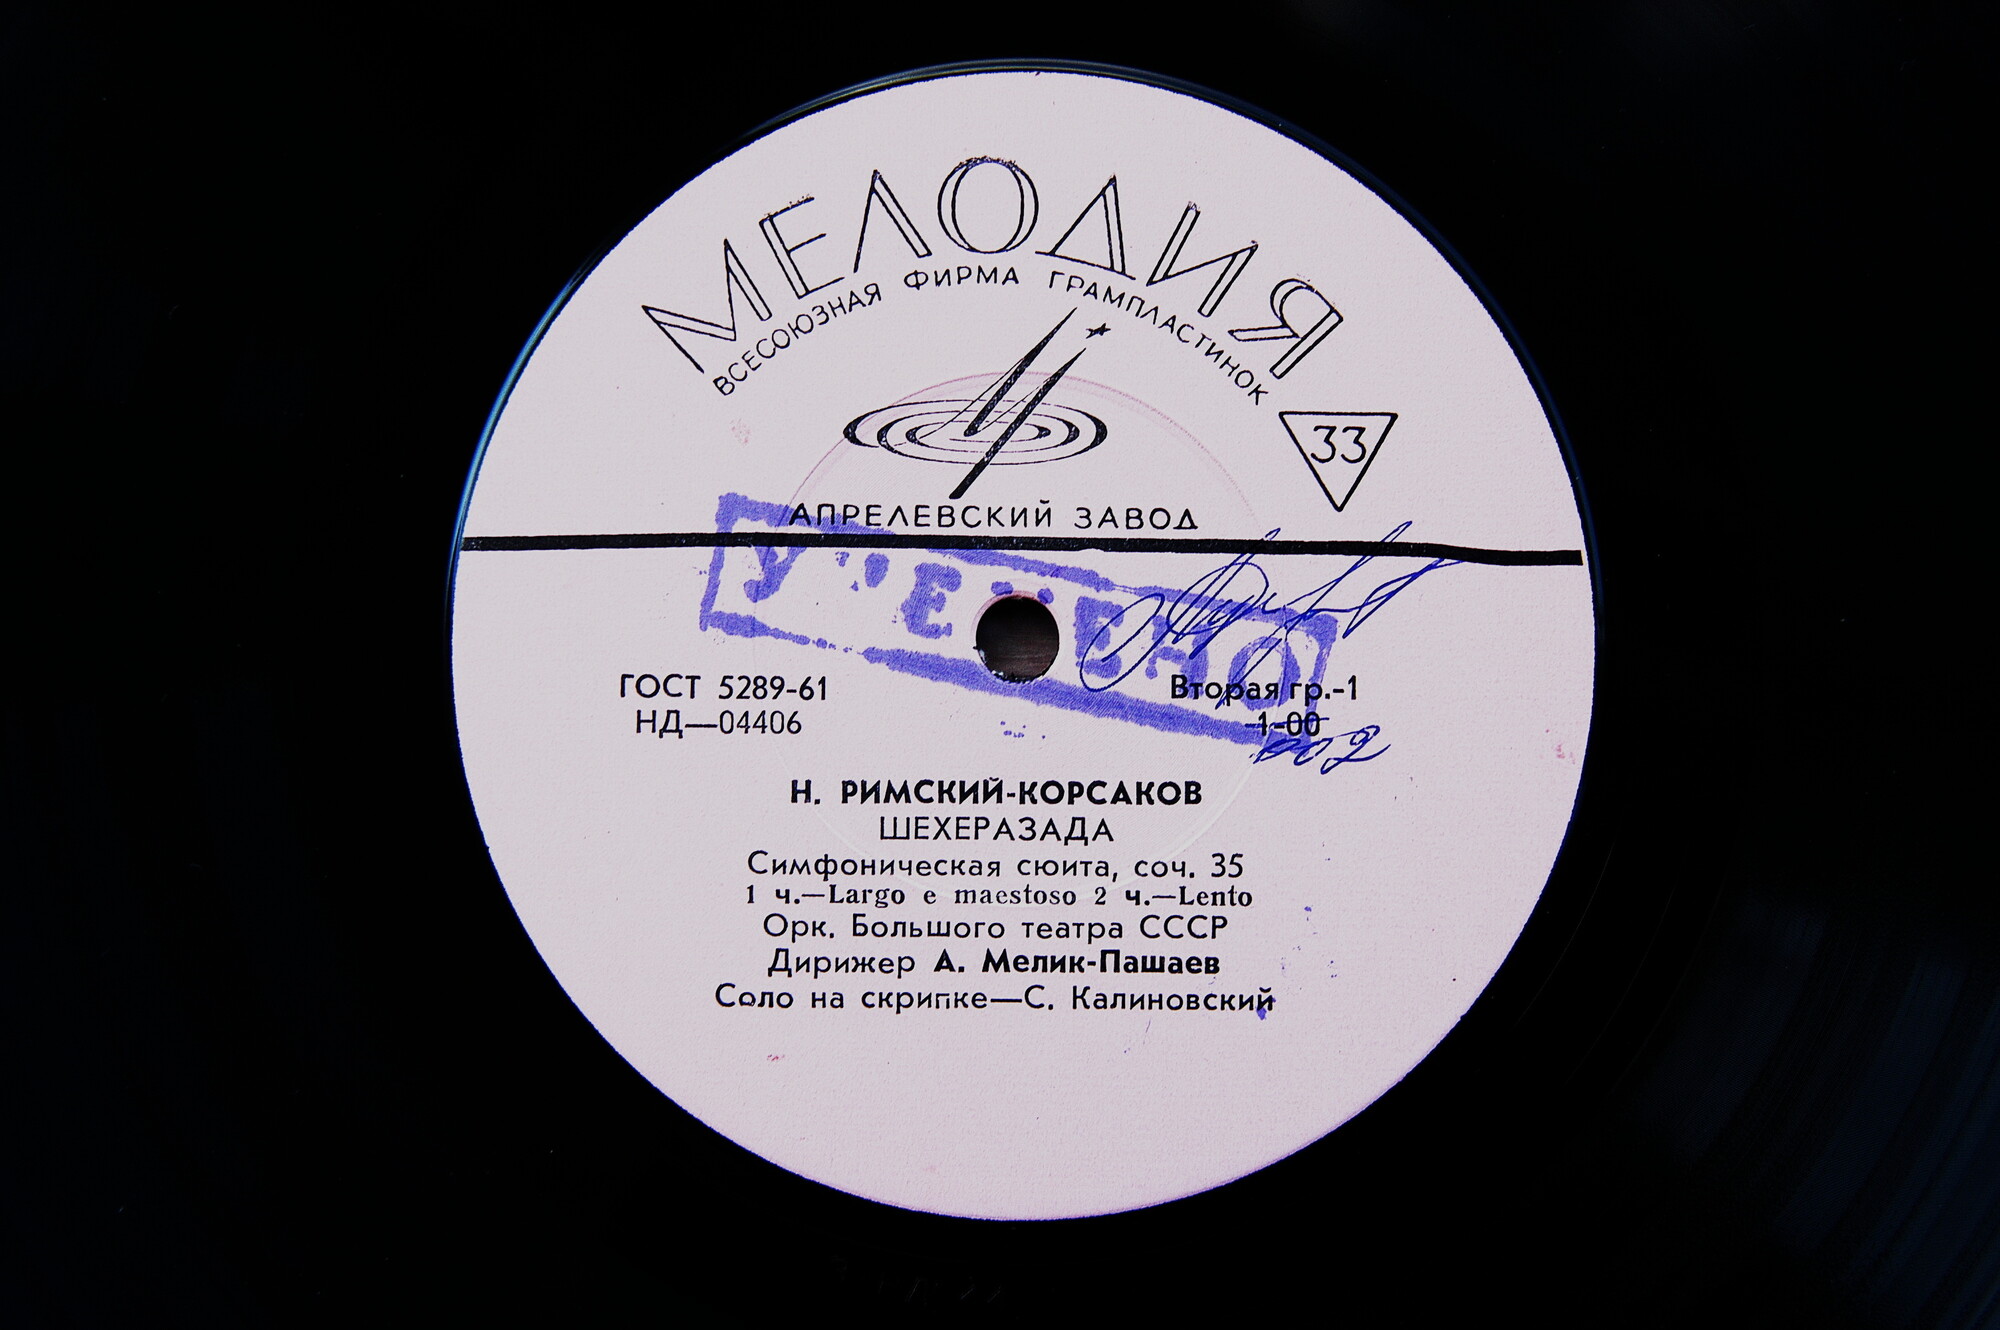 МЕЛОДИЯ
ВСЕСОЮЗНАЯ ФИРМА ГРАМПЛАСТИНОК
33
АПРЕЛЕВСКИЙ ЗАВОД
ГОСТ 5289-61
НД—04406
Вторая гр.-1
1-00
Н. РИМСКИЙ-КОРСАКОВ
ШЕХЕРАЗАДА
Симфоническая сюита, соч. 35
1 ч.—Largo e maestoso 2 ч.—Lento
Орк. Большого театра СССР
Дирижер А. Мелик-Пашаев
Соло на скрипке—С. Калиновский